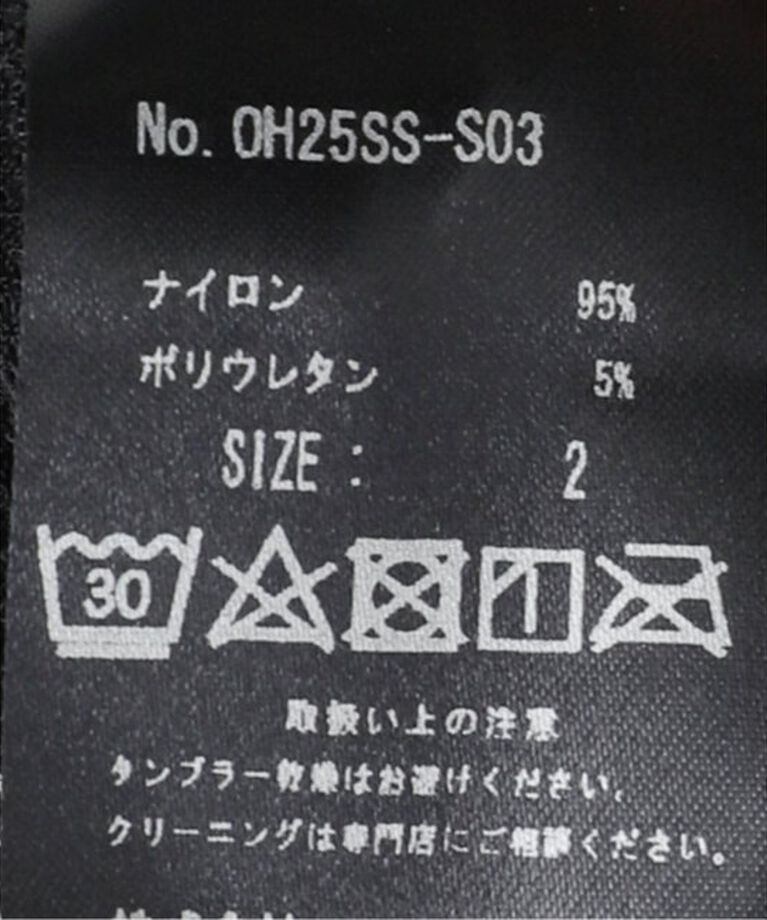 No. OH25SS-S03
ナイロン 95%
ポリウレタン 5%
SIZE : 2
30
取扱い上の注意
タンブラー乾燥はお避けください。
クリーニングは専門店にご相談ください。